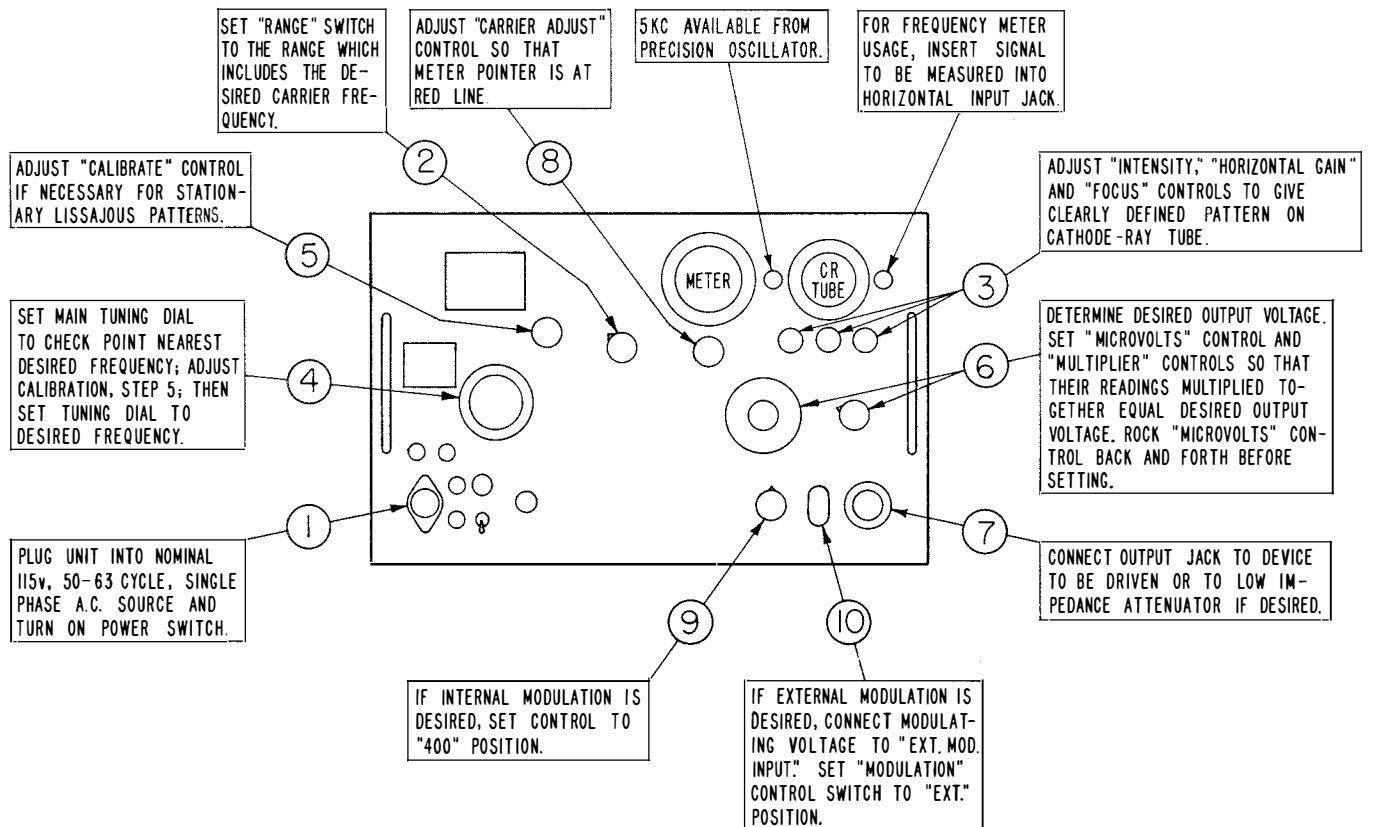 SET "RANGE" SWITCH
TO THE RANGE WHICH
INCLUDES THE DE-
SIRED CARRIER FRE-
QUENCY.
ADJUST "CARRIER ADJUST"
CONTROL SO THAT
METER POINTER IS AT
RED LINE.
5KC AVAILABLE FROM
PRECISION OSCILLATOR.
FOR FREQUENCY METER
USAGE, INSERT SIGNAL
TO BE MEASURED INTO
HORIZONTAL INPUT JACK.
2
8
ADJUST "CALIBRATE" CONTROL
IF NECESSARY FOR STATION-
ARY LISSAJOUS PATTERNS.
5
ADJUST "INTENSITY," "HORIZONTAL GAIN"
AND "FOCUS" CONTROLS TO GIVE
CLEARLY DEFINED PATTERN ON
CATHODE-RAY TUBE.
3
METER
CR
TUBE
SET MAIN TUNING DIAL
TO CHECK POINT NEAREST
DESIRED FREQUENCY; ADJUST
CALIBRATION, STEP 5; THEN
SET TUNING DIAL TO
DESIRED FREQUENCY.
4
DETERMINE DESIRED OUTPUT VOLTAGE.
SET "MICROVOLTS" CONTROL AND
"MULTIPLIER" CONTROLS SO THAT
THEIR READINGS MULTIPLIED TO-
GETHER EQUAL DESIRED OUTPUT
VOLTAGE. ROCK "MICROVOLTS" CON-
TROL BACK AND FORTH BEFORE
SETTING.
6
1
PLUG UNIT INTO NOMINAL
115v, 50-63 CYCLE, SINGLE
PHASE A.C. SOURCE AND
TURN ON POWER SWITCH.
7
CONNECT OUTPUT JACK TO DEVICE
TO BE DRIVEN OR TO LOW IM-
PEDANCE ATTENUATOR IF DESIRED.
9
10
IF INTERNAL MODULATION IS
DESIRED, SET CONTROL TO
"400" POSITION.
IF EXTERNAL MODULATION IS
DESIRED, CONNECT MODULAT-
ING VOLTAGE TO "EXT. MOD.
INPUT." SET "MODULATION"
CONTROL SWITCH TO "EXT."
POSITION.